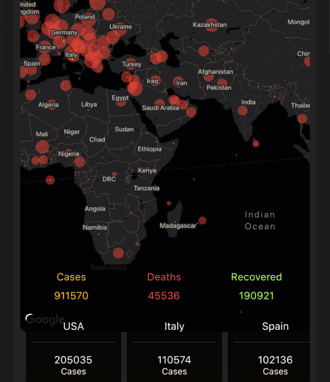 United
Kingdom
Poland
Ukraine
Germany
Kazakhstan
Mongol
France
Italy
Spain
Turkey
Chin
Afghanistan
Iraq
Iran
Pakistan
Algeria
Libya
Egypt
Saudi Arabia
India
Thailan
Mali
Niger
Chad
Sudan
Nigeria
Ethiopia
Kenya
DRC
Tanzania
Indian
Ocean
Angola
Namibia
Madagascar
South Africa
Cases Deaths Recovered
911570 45536 190921
Google
USA Italy Spain
205035 110574 102136
Cases Cases Cases